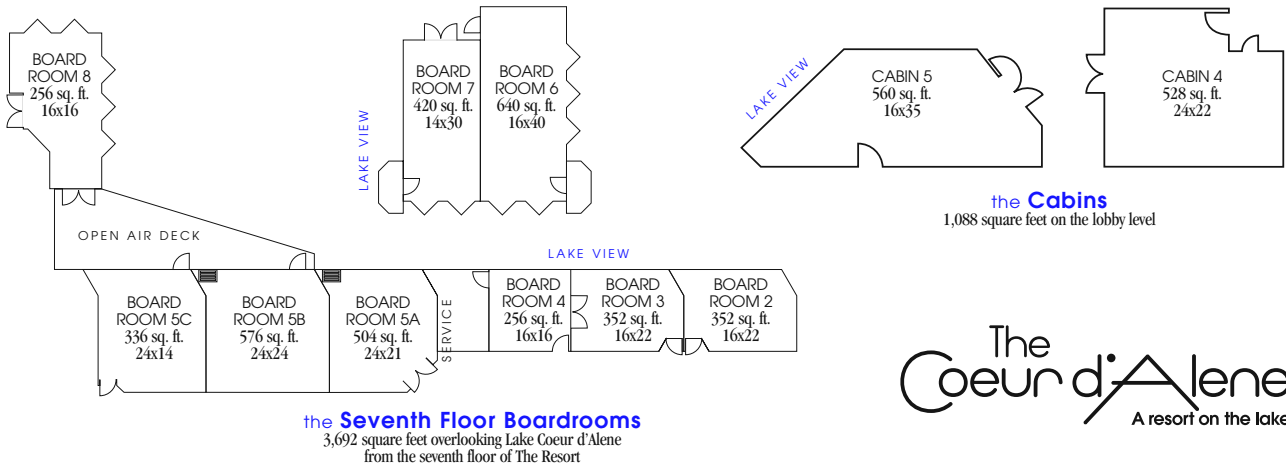 BOARD
ROOM 8
256 sq. ft.
16x16
BOARD
ROOM 7
420 sq. ft.
14x30
BOARD
ROOM 6
640 sq. ft.
16x40
LAKE VIEW
LAKE VIEW
CABIN 5
560 sq. ft.
16x35
CABIN 4
528 sq. ft.
24x22
the Cabins
1,088 square feet on the lobby level
OPEN AIR DECK
LAKE VIEW
BOARD
ROOM 5C
336 sq. ft.
24x14
BOARD
ROOM 5B
576 sq. ft.
24x24
BOARD
ROOM 5A
504 sq. ft.
24x21
SERVICE
BOARD
ROOM 4
256 sq. ft.
16x16
BOARD
ROOM 3
352 sq. ft.
16x22
BOARD
ROOM 2
352 sq. ft.
16x22
the Seventh Floor Boardrooms
3,692 square feet overlooking Lake Coeur d'Alene
from the seventh floor of The Resort
The
Coeur d'Alene
A resort on the lake